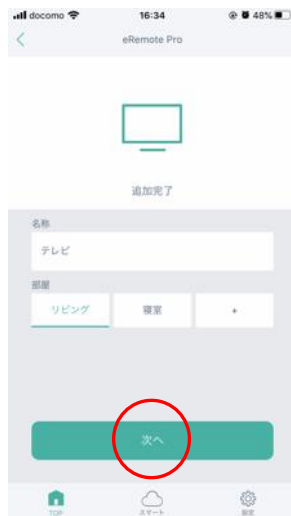 docomo 16:34 48%
eRemote Pro
追加完了
名称
テレビ
部屋
リビング 寝室 +
次へ
TOP スマート 設定